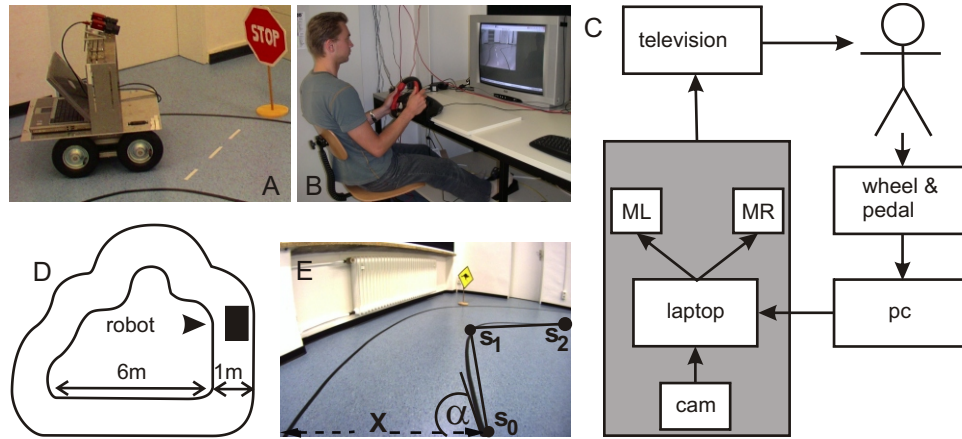 STOP
A
B
C
television
wheel &
pedal
ML
MR
laptop
pc
cam
D
robot
6m
1m
E
s₁
s₂
α
X
s₀